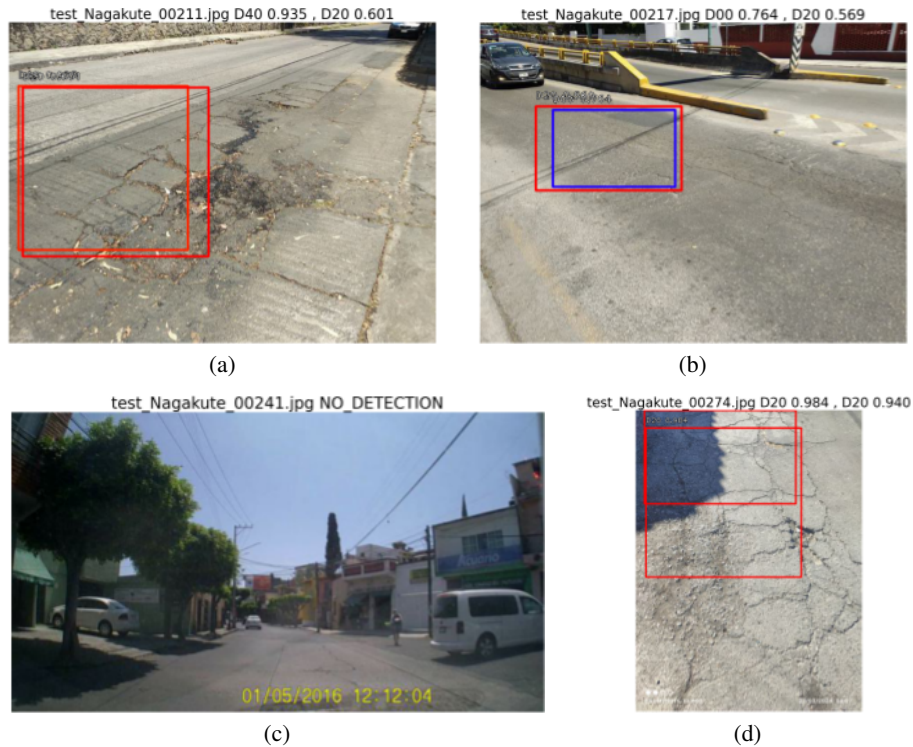 test_Nagakute_00211.jpg D40 0.935 , D20 0.601
test_Nagakute_00217.jpg D00 0.764 , D20 0.569
(a)
(b)
test_Nagakute_00241.jpg NO_DETECTION
test_Nagakute_00274.jpg D20 0.984 , D20 0.940
01/05/2016 12:12:04
(c)
(d)